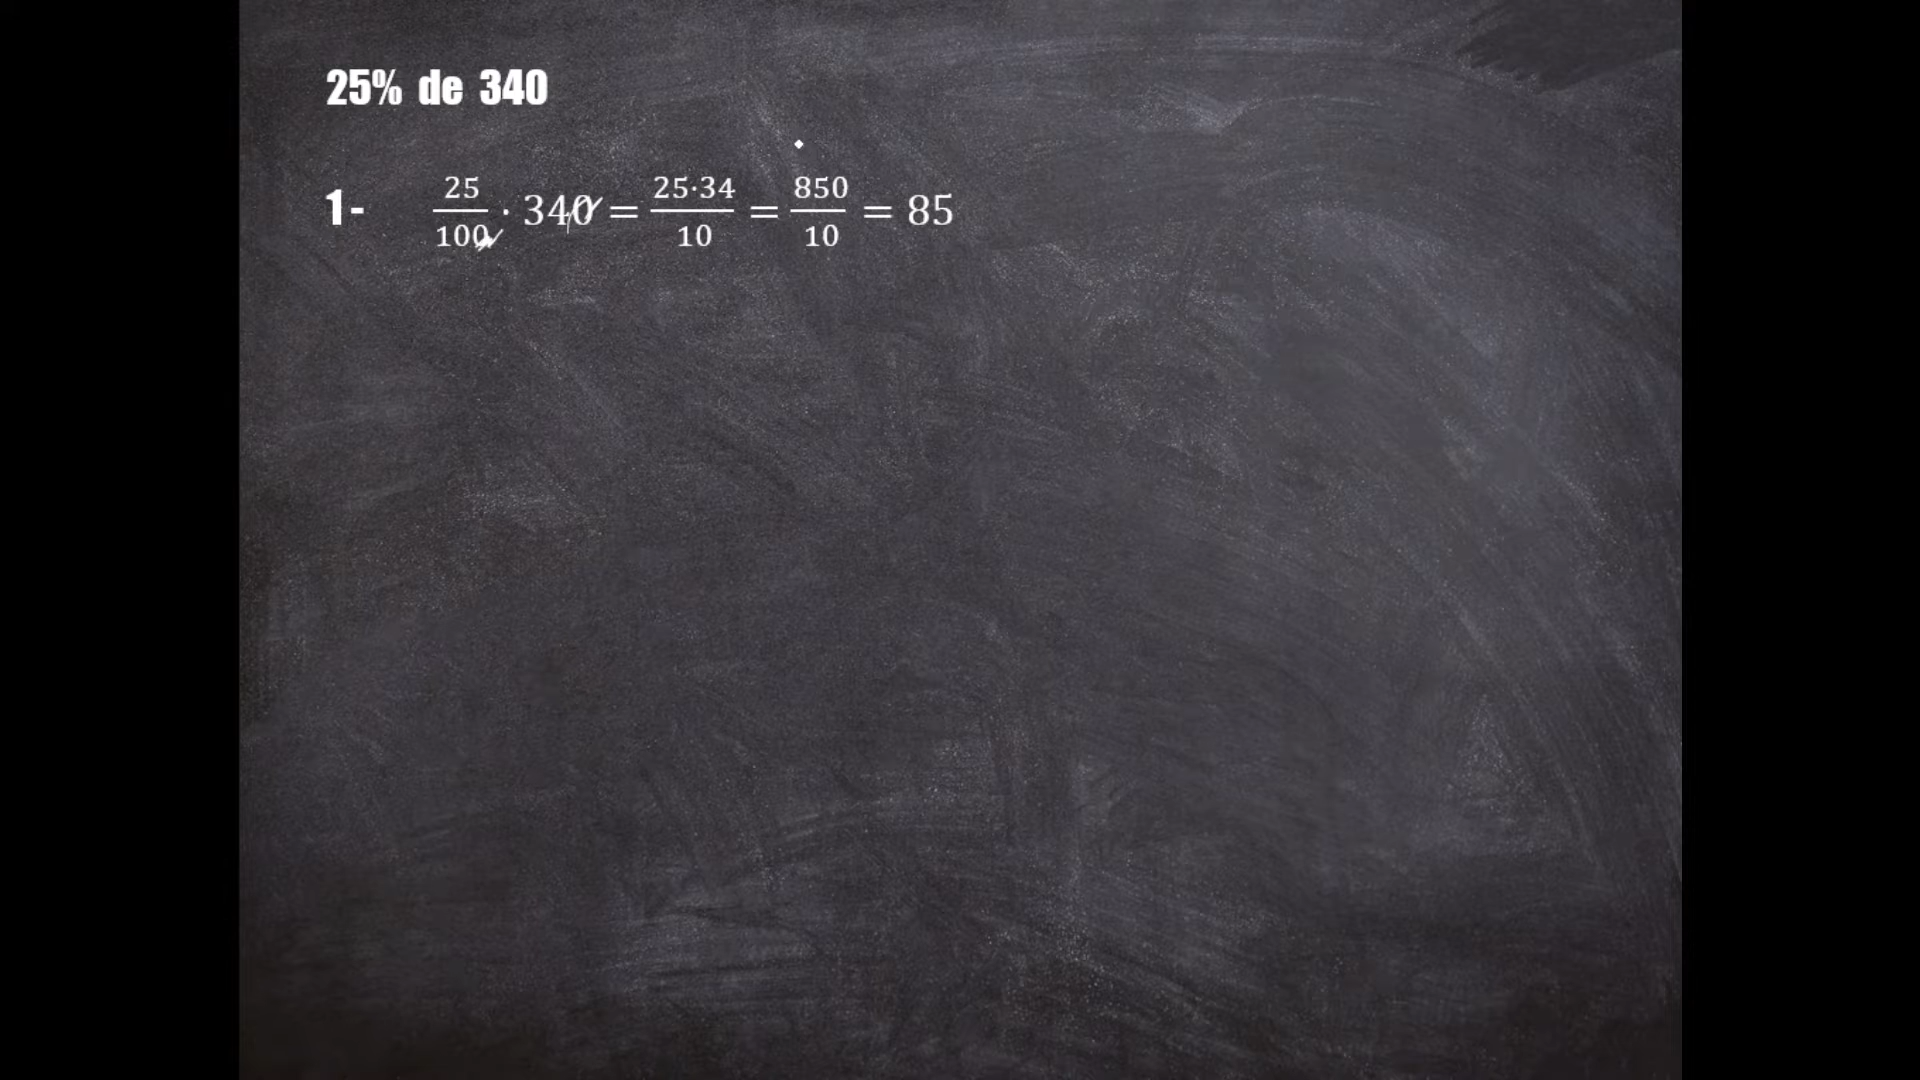 25% de 340
1- 25/100 · 340 = 25·34/10 = 850/10 = 85